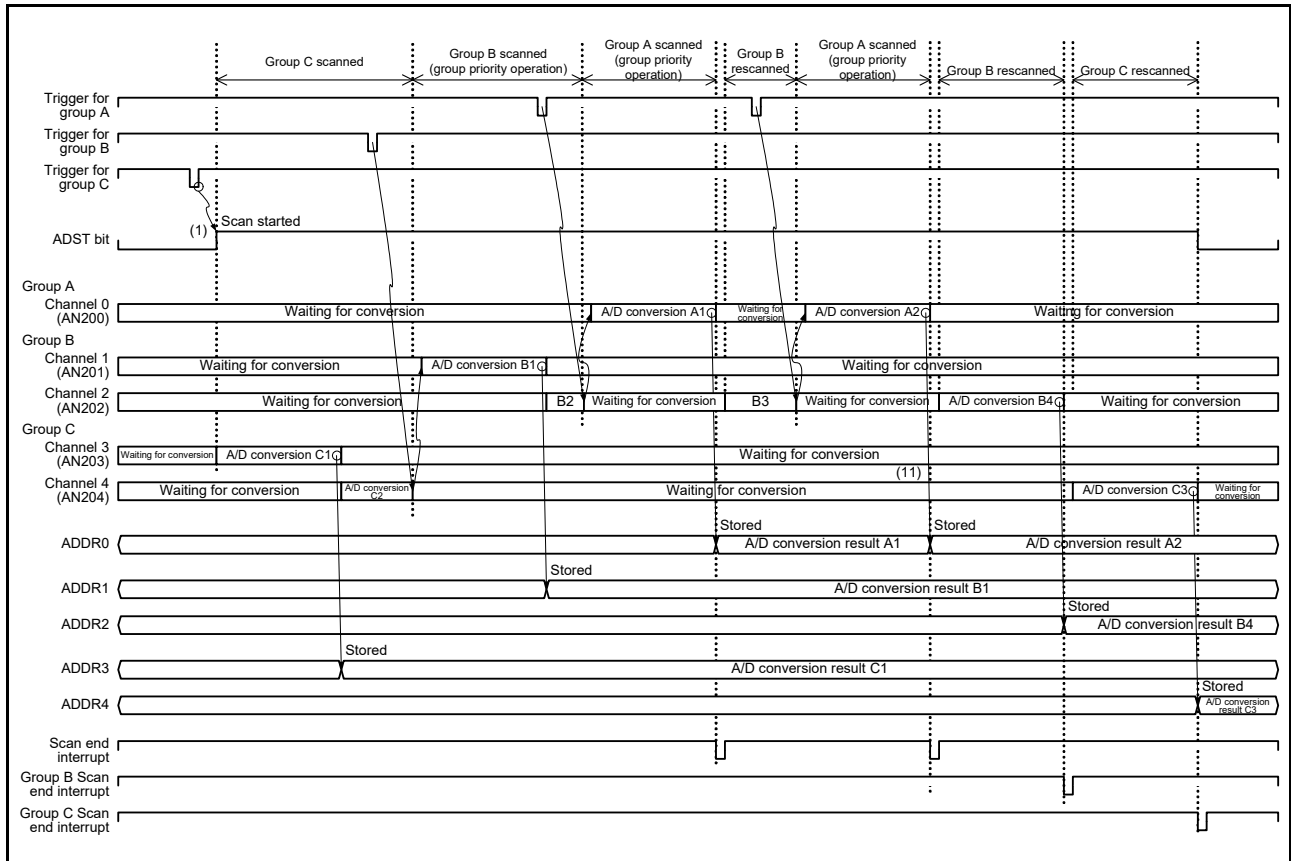 Group C scanned
Group B scanned
(group priority operation)
Group A scanned
(group priority
operation)
Group B
rescanned
Group A scanned
(group priority
operation)
Group B rescanned
Group C rescanned
Trigger for
group A
Trigger for
group B
Trigger for
group C
(1)
Scan started
ADST bit
Group A
Channel 0
(AN200)
Waiting for conversion
A/D conversion A1
Waiting for
conversion
A/D conversion A2
Waiting for conversion
Group B
Channel 1
(AN201)
Waiting for conversion
A/D conversion B1
Waiting for conversion
Channel 2
(AN202)
Waiting for conversion
B2
Waiting for conversion
B3
Waiting for conversion
A/D conversion B4
Waiting for conversion
Group C
Channel 3
(AN203)
Waiting for conversion
A/D conversion C1
Waiting for conversion
(11)
Channel 4
(AN204)
Waiting for conversion
A/D conversion
C2
Waiting for conversion
A/D conversion C3
Waiting for
conversion
ADDR0
Stored
A/D conversion result A1
Stored
A/D conversion result A2
ADDR1
Stored
A/D conversion result B1
ADDR2
Stored
A/D conversion result B4
ADDR3
Stored
A/D conversion result C1
ADDR4
Stored
A/D conversion
result C3
Scan end
interrupt
Group B Scan
end interrupt
Group C Scan
end interrupt